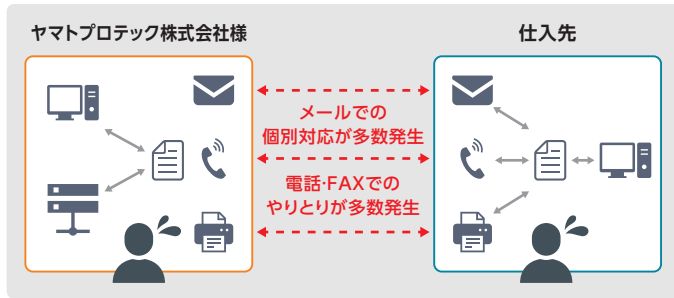 ヤマトプロテック株式会社様
仕入先
メールでの
個別対応が多数発生
電話・FAXでの
やりとりが多数発生